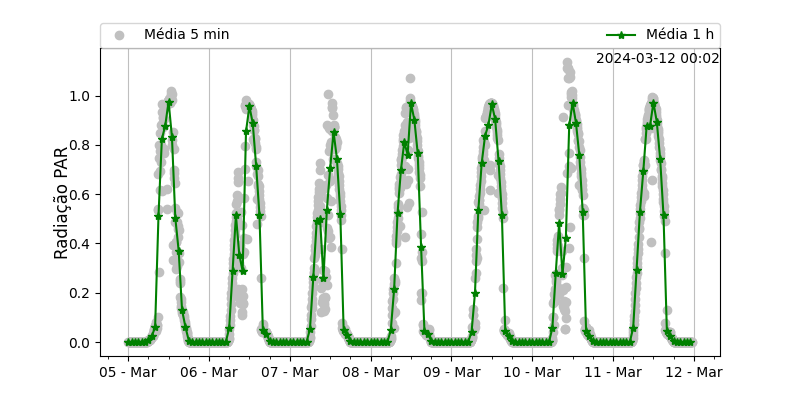 Média 5 min
Média 1 h
2024-03-12 00:02
Radiação PAR
1.0
0.8
0.6
0.4
0.2
0.0
05 - Mar
06 - Mar
07 - Mar
08 - Mar
09 - Mar
10 - Mar
11 - Mar
12 - Mar